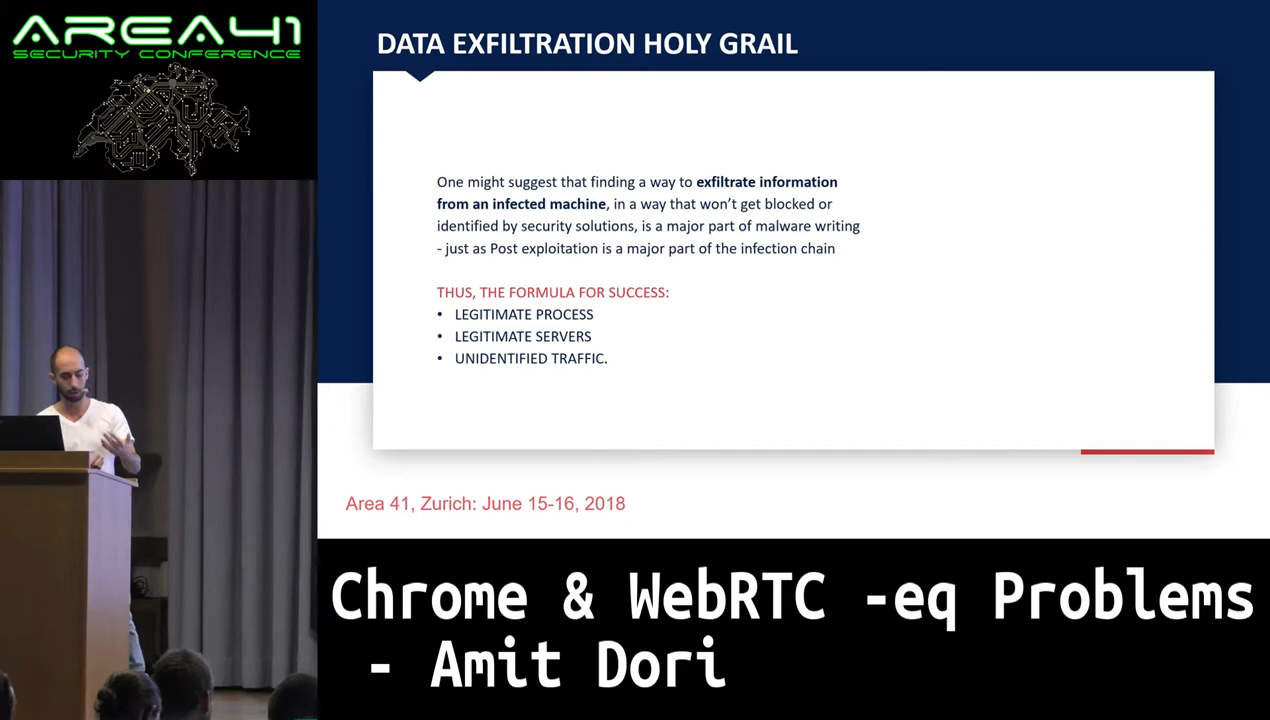 AREA41
SECURITY CONFERENCE
DATA EXFILTRATION HOLY GRAIL
One might suggest that finding a way to exfiltrate information
from an infected machine, in a way that won't get blocked or
identified by security solutions, is a major part of malware writing
- just as Post exploitation is a major part of the infection chain
THUS, THE FORMULA FOR SUCCESS:
• LEGITIMATE PROCESS
• LEGITIMATE SERVERS
• UNIDENTIFIED TRAFFIC.
Area 41, Zurich: June 15-16, 2018
Chrome & WebRTC -eq Problems
- Amit Dori